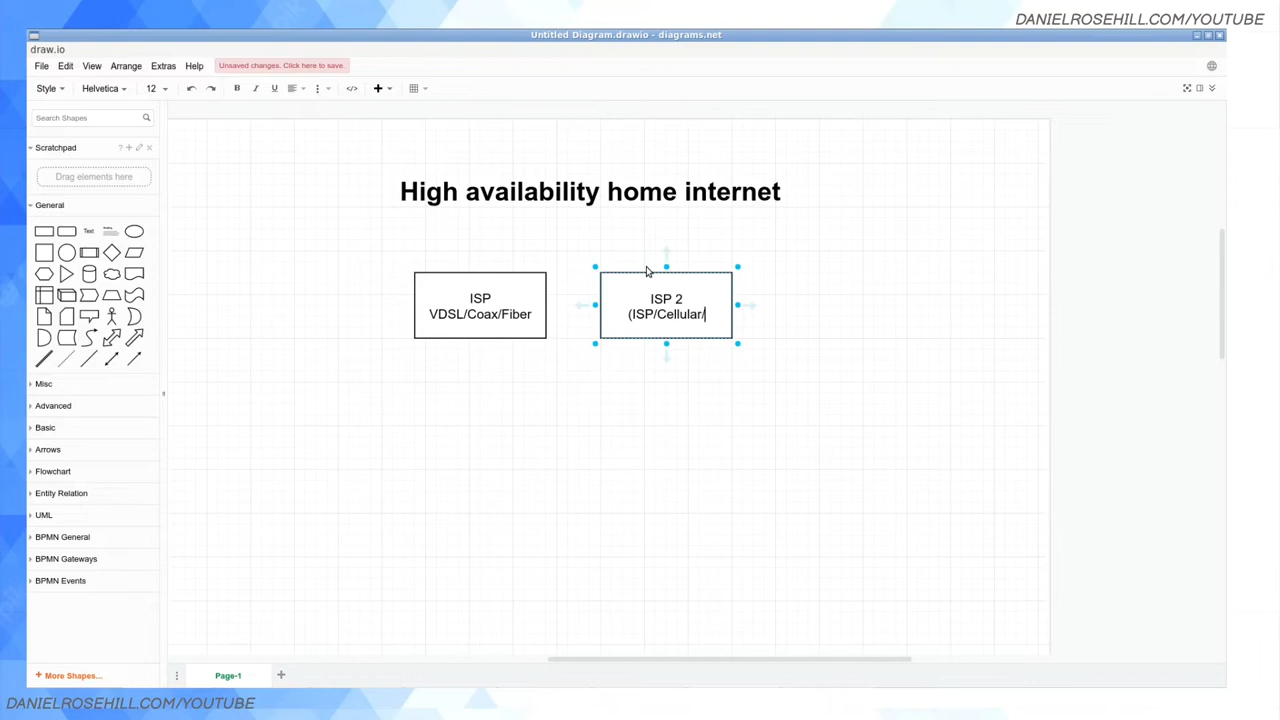 DANIELROSEHILL.COM/YOUTUBE
Untitled Diagram.drawio - diagrams.net
draw.io
File Edit View Arrange Extras Help Unsaved changes. Click here to save.
Style Helvetica 12 B I U
Search Shapes
Scratchpad
Drag elements here
General
Text
Heading
High availability home internet
ISP
VDSL/Coax/Fiber
ISP 2
(ISP/Cellular/
Misc
Advanced
Basic
Arrows
Flowchart
Entity Relation
UML
BPMN General
BPMN Gateways
BPMN Events
+ More Shapes...
Page-1
DANIELROSEHILL.COM/YOUTUBE